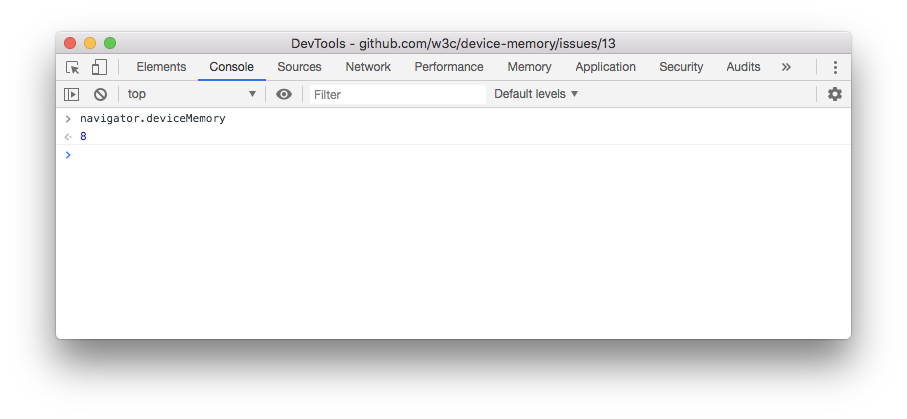 DevTools - github.com/w3c/device-memory/issues/13
Elements Console Sources Network Performance Memory Application Security Audits »
top ▼ Filter Default levels ▼
> navigator.deviceMemory
<· 8
>